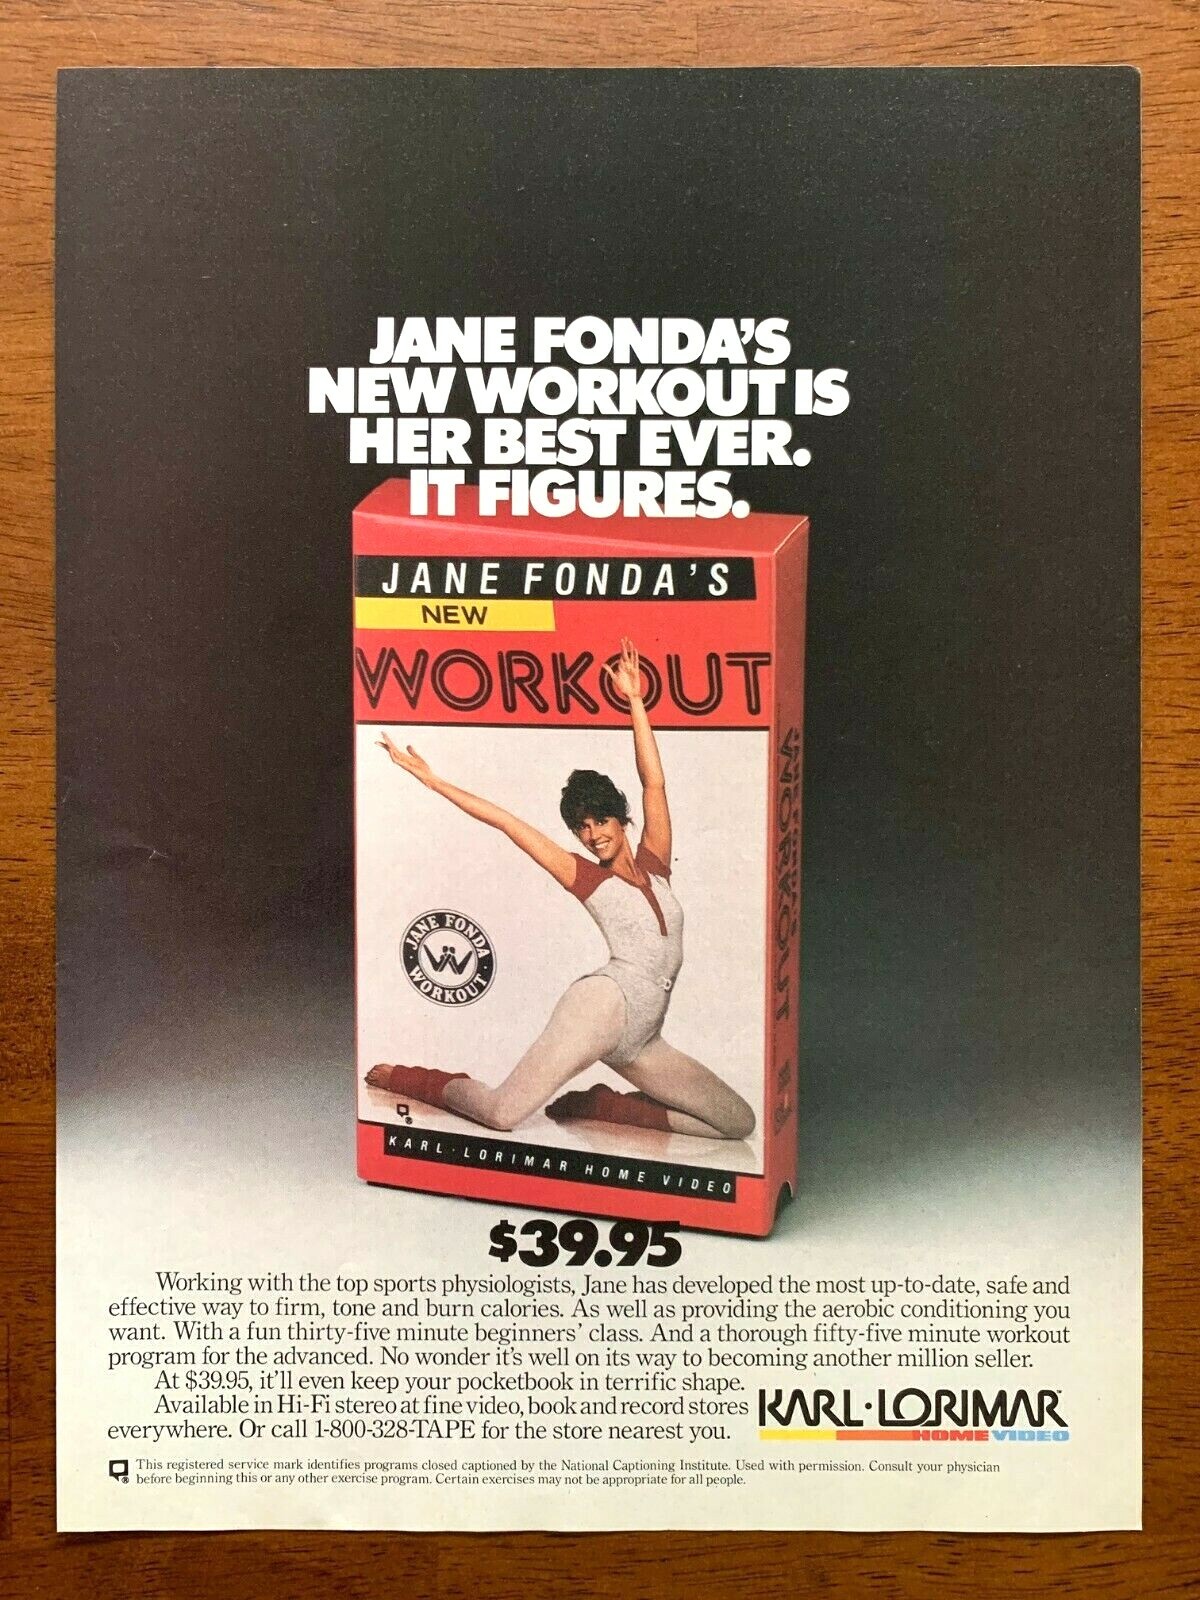 JANE FONDA'S
NEW WORKOUT IS
HER BEST EVER.
IT FIGURES.
JANE FONDA'S
NEW
WORKOUT
WORKOUT
JANE FONDA
WORKOUT
KARL·LORIMAR HOME VIDEO
$39.95
Working with the top sports physiologists, Jane has developed the most up-to-date, safe and
effective way to firm, tone and burn calories. As well as providing the aerobic conditioning you
want. With a fun thirty-five minute beginners' class. And a thorough fifty-five minute workout
program for the advanced. No wonder it's well on its way to becoming another million seller.
At $39.95, it'll even keep your pocketbook in terrific shape.
Available in Hi-Fi stereo at fine video, book and record stores
everywhere. Or call 1-800-328-TAPE for the store nearest you.
KARL·LORIMAR™
HOME VIDEO
This registered service mark identifies programs closed captioned by the National Captioning Institute. Used with permission. Consult your physician
® before beginning this or any other exercise program. Certain exercises may not be appropriate for all people.